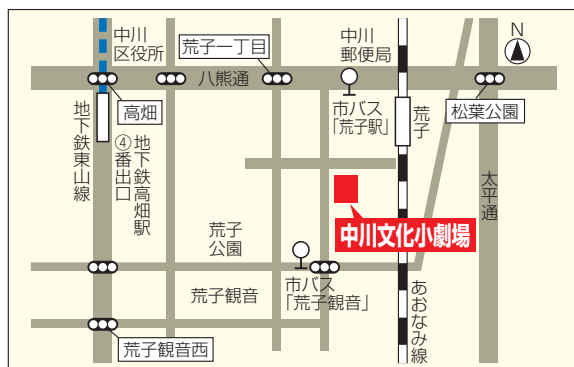 中川
区役所
荒子一丁目
中川
郵便局
N
八熊通
高畑
市バス
「荒子駅」
荒子
松葉公園
地下鉄東山線
地下鉄高畑駅
④番出口
太平通
中川文化小劇場
荒子
公園
荒子観音
市バス
「荒子観音」
あおなみ線
荒子観音西